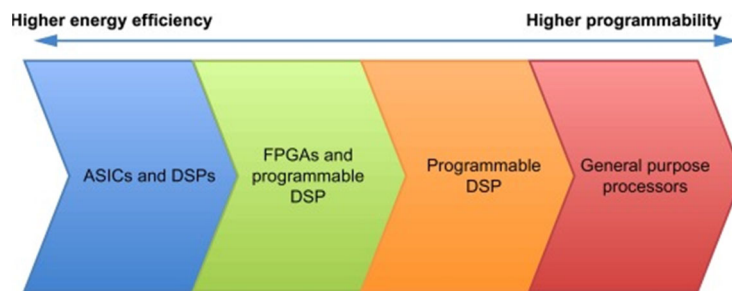 Higher energy efficiency
Higher programmability
ASICs and DSPs
FPGAs and
programmable
DSP
Programmable
DSP
General purpose
processors